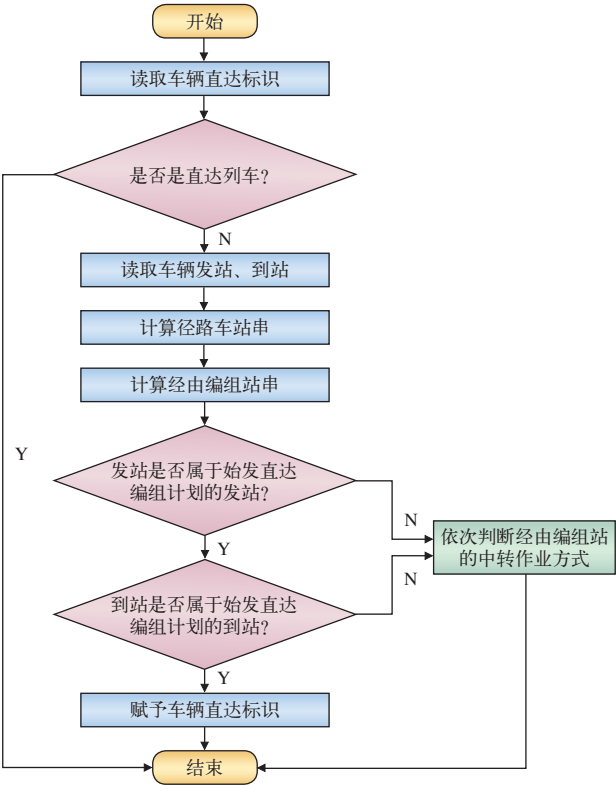 开始
读取车辆直达标识
是否是直达列车？
N
读取车辆发站、到站
计算径路车站串
计算经由编组站串
Y
发站是否属于始发直达
编组计划的发站？
N
依次判断经由编组站
的中转作业方式
Y
N
到站是否属于始发直达
编组计划的到站？
Y
赋予车辆直达标识
结束